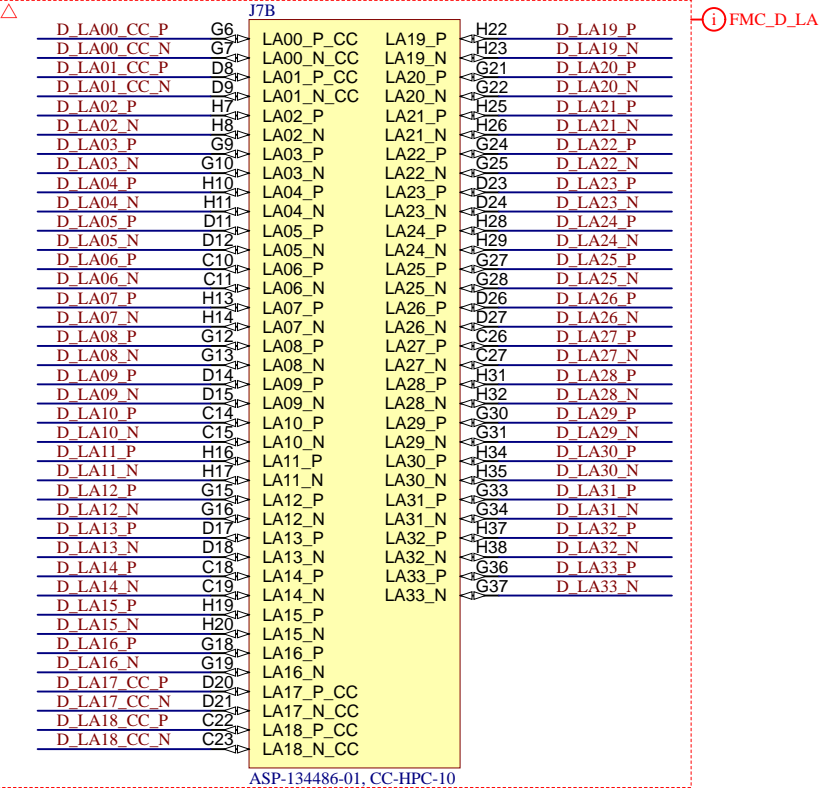 J7B
i FMC_D_LA
D_LA00_CC_P G6 LA00_P_CC LA19_P H22 D_LA19_P
D_LA00_CC_N G7 LA00_N_CC LA19_N H23 D_LA19_N
D_LA01_CC_P D8 LA01_P_CC LA20_P G21 D_LA20_P
D_LA01_CC_N D9 LA01_N_CC LA20_N G22 D_LA20_N
D_LA02_P H7 LA02_P LA21_P H25 D_LA21_P
D_LA02_N H8 LA02_N LA21_N H26 D_LA21_N
D_LA03_P G9 LA03_P LA22_P G24 D_LA22_P
D_LA03_N G10 LA03_N LA22_N G25 D_LA22_N
D_LA04_P H10 LA04_P LA23_P D23 D_LA23_P
D_LA04_N H11 LA04_N LA23_N D24 D_LA23_N
D_LA05_P D11 LA05_P LA24_P H28 D_LA24_P
D_LA05_N D12 LA05_N LA24_N H29 D_LA24_N
D_LA06_P C10 LA06_P LA25_P G27 D_LA25_P
D_LA06_N C11 LA06_N LA25_N G28 D_LA25_N
D_LA07_P H13 LA07_P LA26_P D26 D_LA26_P
D_LA07_N H14 LA07_N LA26_N D27 D_LA26_N
D_LA08_P G12 LA08_P LA27_P C26 D_LA27_P
D_LA08_N G13 LA08_N LA27_N C27 D_LA27_N
D_LA09_P D14 LA09_P LA28_P H31 D_LA28_P
D_LA09_N D15 LA09_N LA28_N H32 D_LA28_N
D_LA10_P C14 LA10_P LA29_P G30 D_LA29_P
D_LA10_N C15 LA10_N LA29_N G31 D_LA29_N
D_LA11_P H16 LA11_P LA30_P H34 D_LA30_P
D_LA11_N H17 LA11_N LA30_N H35 D_LA30_N
D_LA12_P G15 LA12_P LA31_P G33 D_LA31_P
D_LA12_N G16 LA12_N LA31_N G34 D_LA31_N
D_LA13_P D17 LA13_P LA32_P H37 D_LA32_P
D_LA13_N D18 LA13_N LA32_N H38 D_LA32_N
D_LA14_P C18 LA14_P LA33_P G36 D_LA33_P
D_LA14_N C19 LA14_N LA33_N G37 D_LA33_N
D_LA15_P H19 LA15_P
D_LA15_N H20 LA15_N
D_LA16_P G18 LA16_P
D_LA16_N G19 LA16_N
D_LA17_CC_P D20 LA17_P_CC
D_LA17_CC_N D21 LA17_N_CC
D_LA18_CC_P C22 LA18_P_CC
D_LA18_CC_N C23 LA18_N_CC
ASP-134486-01, CC-HPC-10